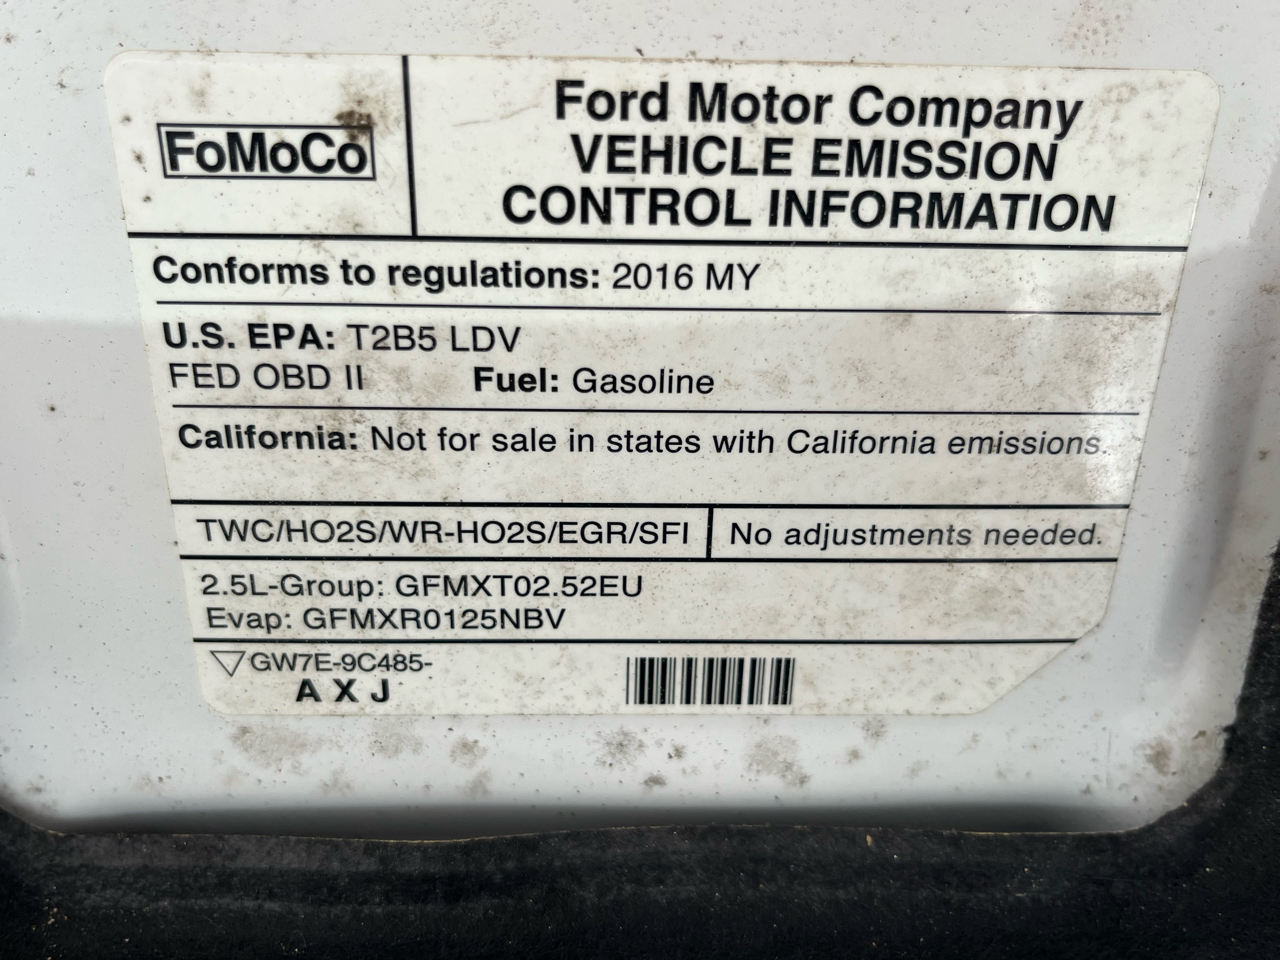 FoMoCo
Ford Motor Company
VEHICLE EMISSION
CONTROL INFORMATION
Conforms to regulations: 2016 MY
U.S. EPA: T2B5 LDV
FED OBD II Fuel: Gasoline
California: Not for sale in states with California emissions.
TWC/HO2S/WR-HO2S/EGR/SFI No adjustments needed.
2.5L-Group: GFMXT02.52EU
Evap: GFMXR0125NBV
GW7E-9C485-
A X J